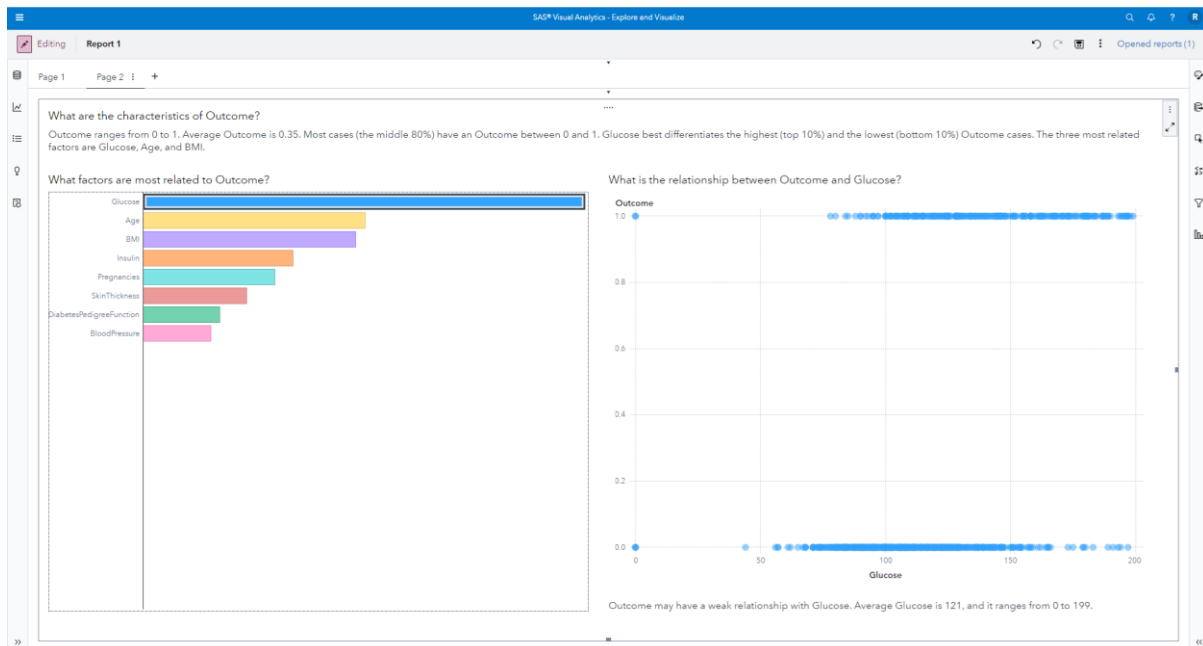 SAS® Visual Analytics - Explore and Visualize
R
Editing
Report 1
Opened reports (1)
Page 1
Page 2
What are the characteristics of Outcome?
Outcome ranges from 0 to 1. Average Outcome is 0.35. Most cases (the middle 80%) have an Outcome between 0 and 1. Glucose best differentiates the highest (top 10%) and the lowest (bottom 10%) Outcome cases. The three most related
factors are Glucose, Age, and BMI.
What factors are most related to Outcome?
Glucose
Age
BMI
Insulin
Pregnancies
SkinThickness
DiabetesPedigreeFunction
BloodPressure
What is the relationship between Outcome and Glucose?
Outcome
1.0
0.8
0.6
0.4
0.2
0.0
0 50 100 150 200
Glucose
Outcome may have a weak relationship with Glucose. Average Glucose is 121, and it ranges from 0 to 199.